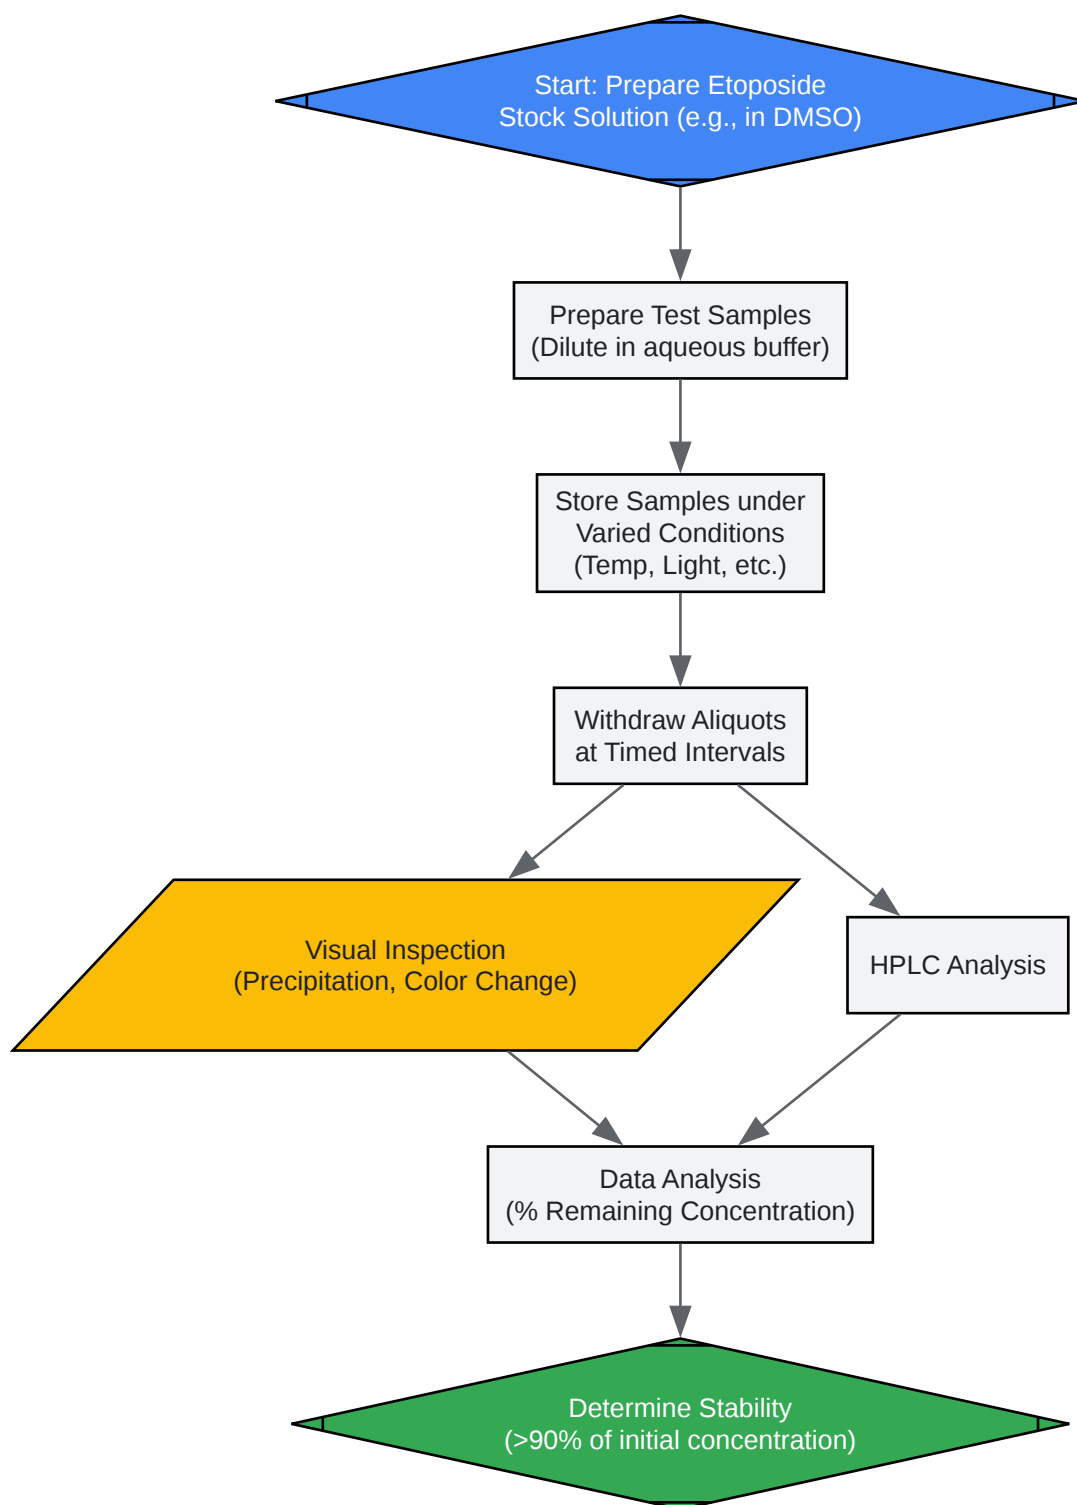 Start: Prepare Etoposide
Stock Solution (e.g., in DMSO)
Prepare Test Samples
(Dilute in aqueous buffer)
Store Samples under
Varied Conditions
(Temp, Light, etc.)
Withdraw Aliquots
at Timed Intervals
Visual Inspection
(Precipitation, Color Change)
HPLC Analysis
Data Analysis
(% Remaining Concentration)
Determine Stability
(>90% of initial concentration)